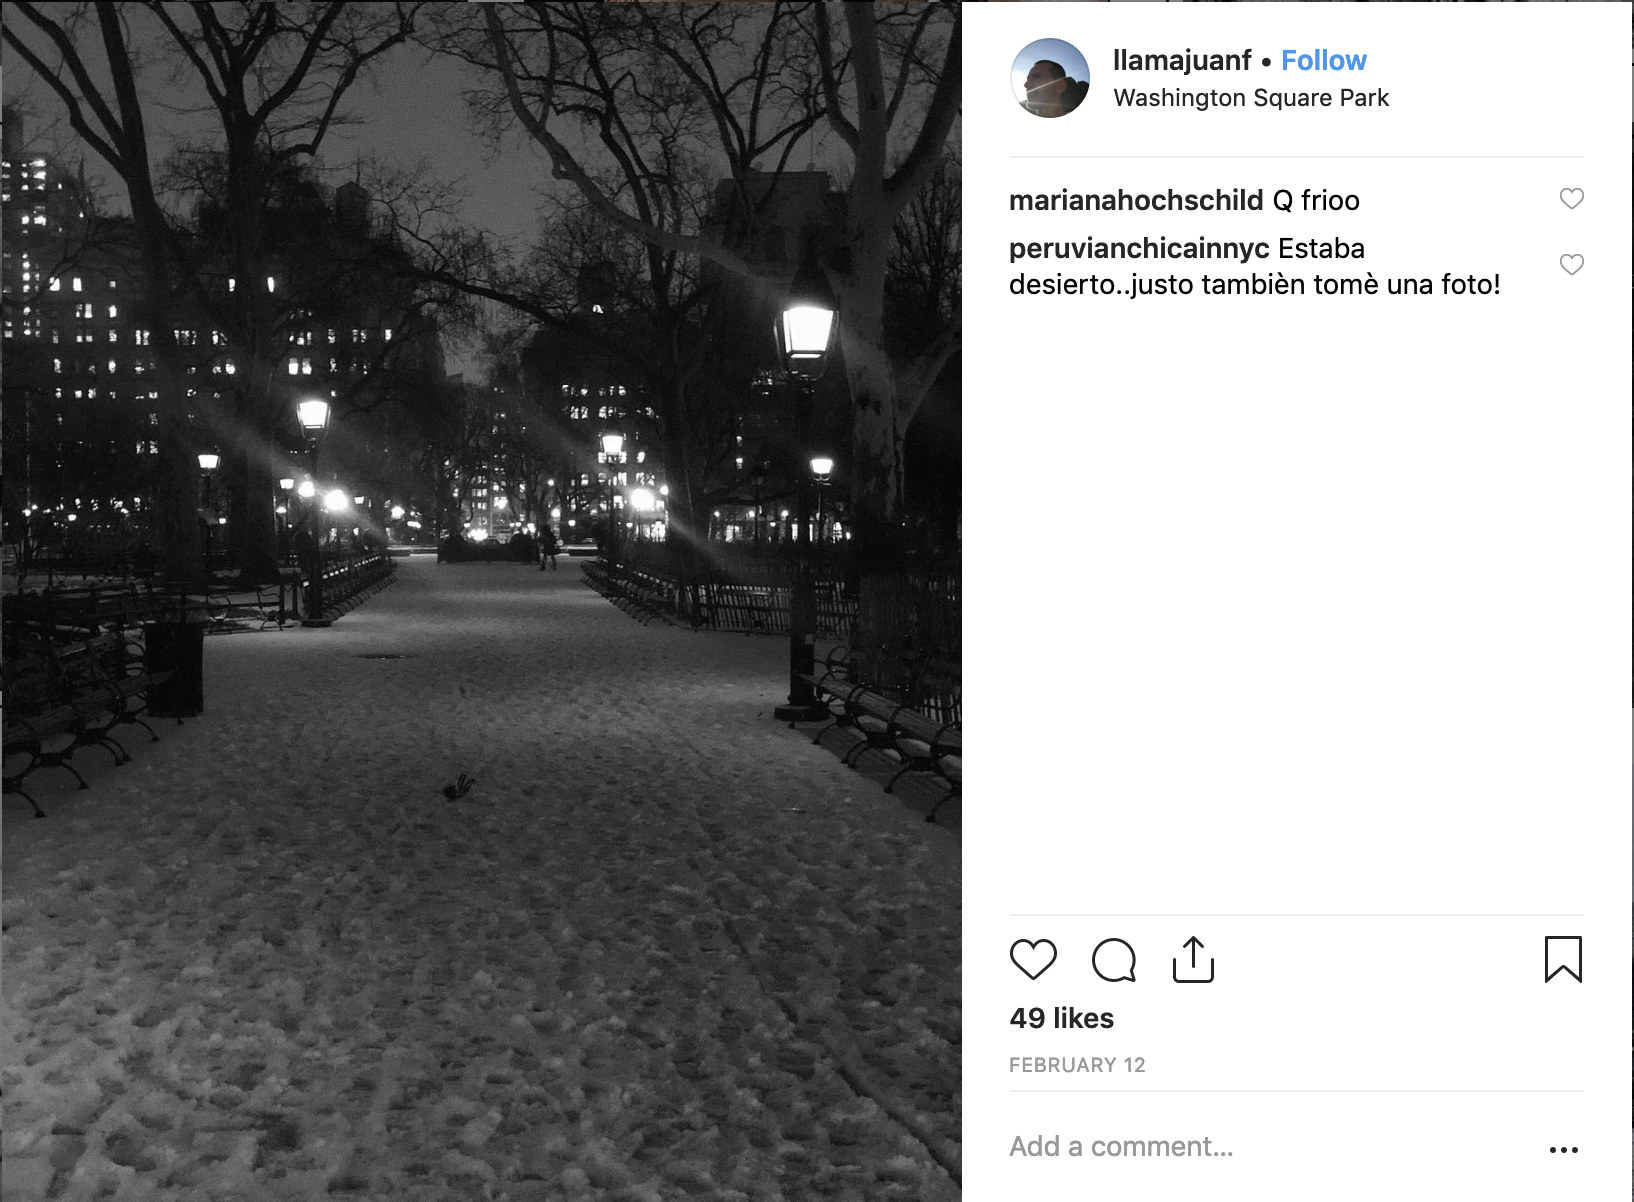 llamajuanf • Follow
Washington Square Park
marianahochschild Q frioo
peruvianchicainnyc Estaba
desierto..justo tambièn tomè una foto!
49 likes
FEBRUARY 12
Add a comment...